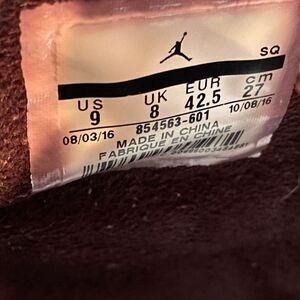 SQ
US UK EUR cm
9 8 42.5 27
08/03/16 10/08/16
854563-601
MADE IN CHINA
FABRIQUE EN CHINE